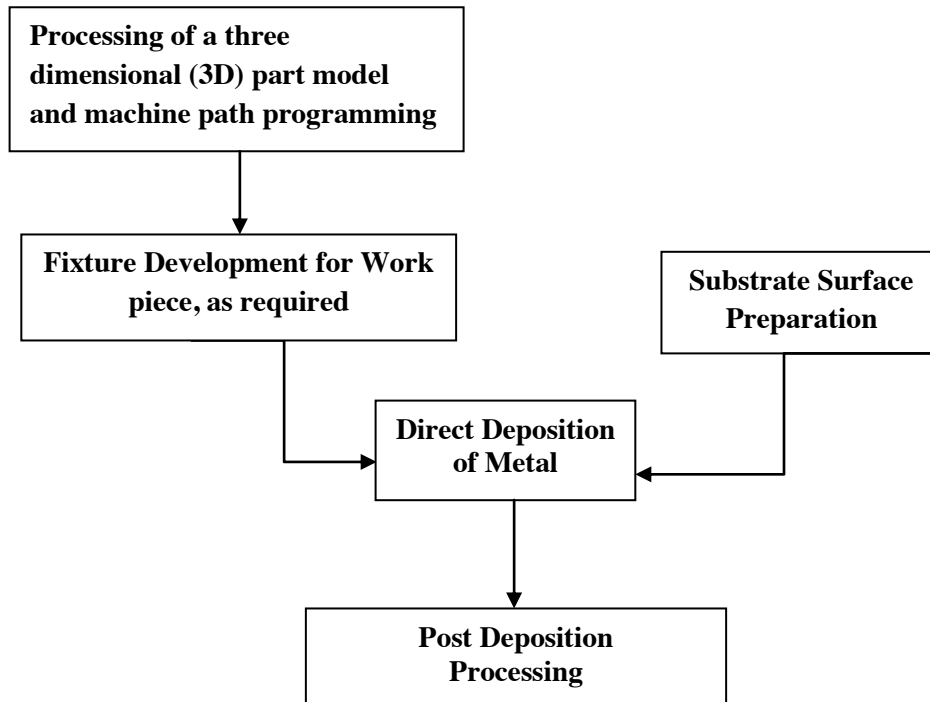 Processing of a three
dimensional (3D) part model
and machine path programming
Fixture Development for Work
piece, as required
Substrate Surface
Preparation
Direct Deposition
of Metal
Post Deposition
Processing